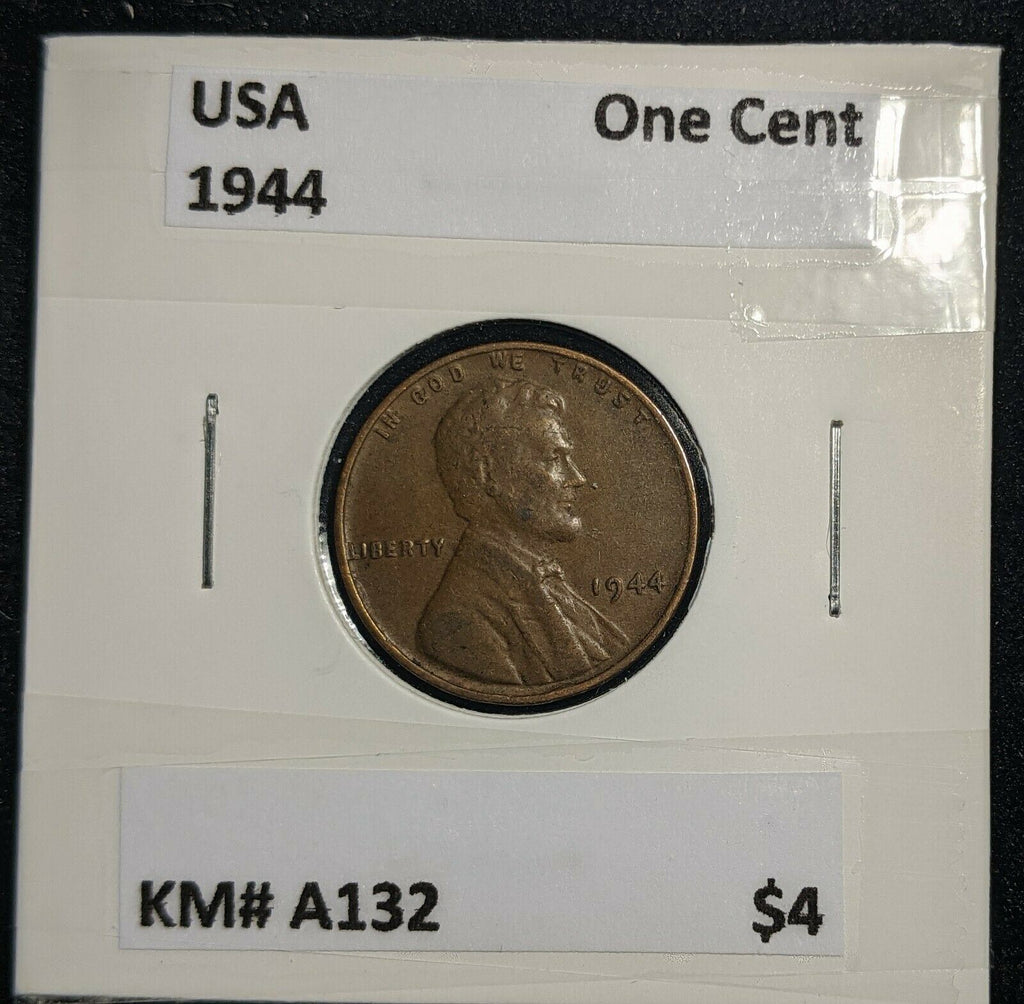 USA One Cent
1944
IN GOD WE TRUST
LIBERTY
1944
KM# A132 $4